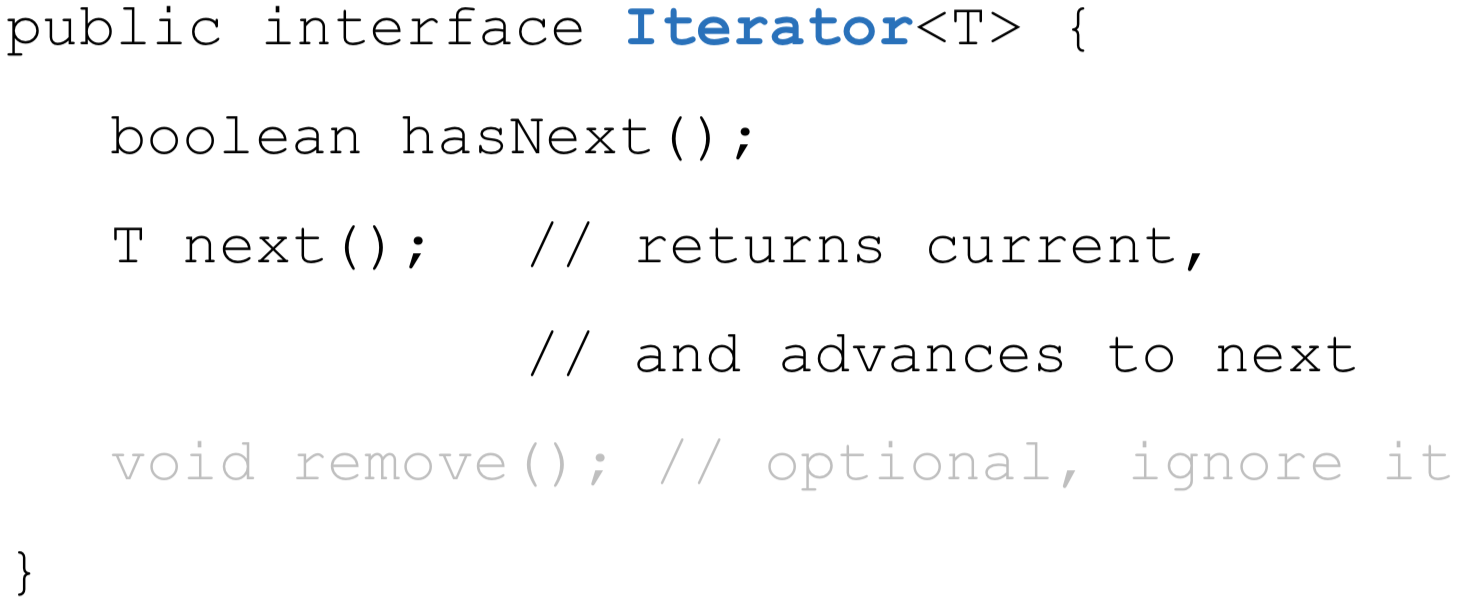 public interface Iterator<T> {
boolean hasNext();
T next(); // returns current,
// and advances to next
void remove(); // optional, ignore it
}